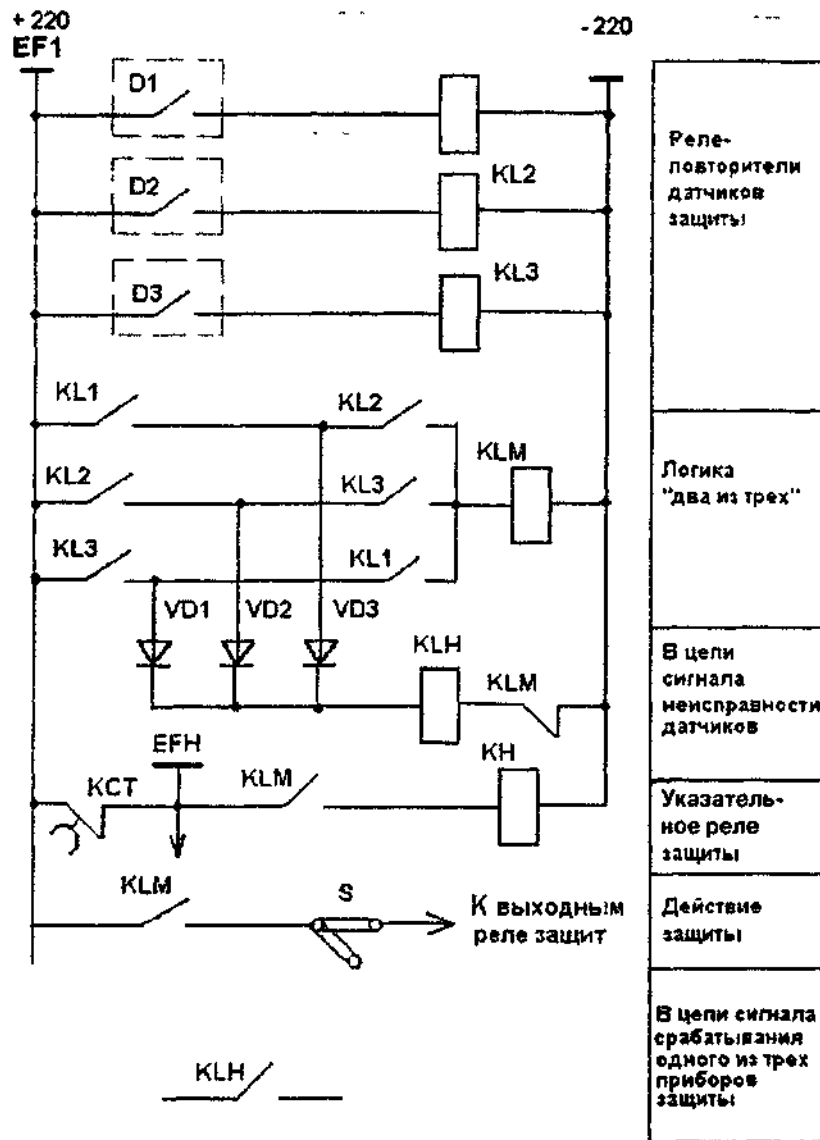 + 220
EF1
- 220
D1
D2
KL2
D3
KL3
Реле-
повторители
датчиков
защиты
KL1
KL2
KLM
KL2
KL3
KL3
KL1
Логика
"два из трех"
VD1
VD2
VD3
KLH
KLM
В цепи
сигнала
неисправности
датчиков
EFH
KCT
KLM
KH
Указатель-
ное реле
защиты
KLM
S
К выходным
реле защит
Действие
защиты
KLH
В цепи сигнала
срабатывания
одного из трех
приборов
защиты